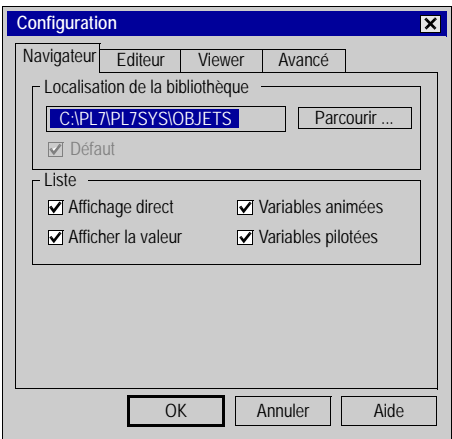 Configuration
Navigateur Editeur Viewer Avancé
Localisation de la bibliothèque
C:\PL7\PL7SYS\OBJETS Parcourir ...
Défaut
Liste
Affichage direct Variables animées
Afficher la valeur Variables pilotées
OK Annuler Aide